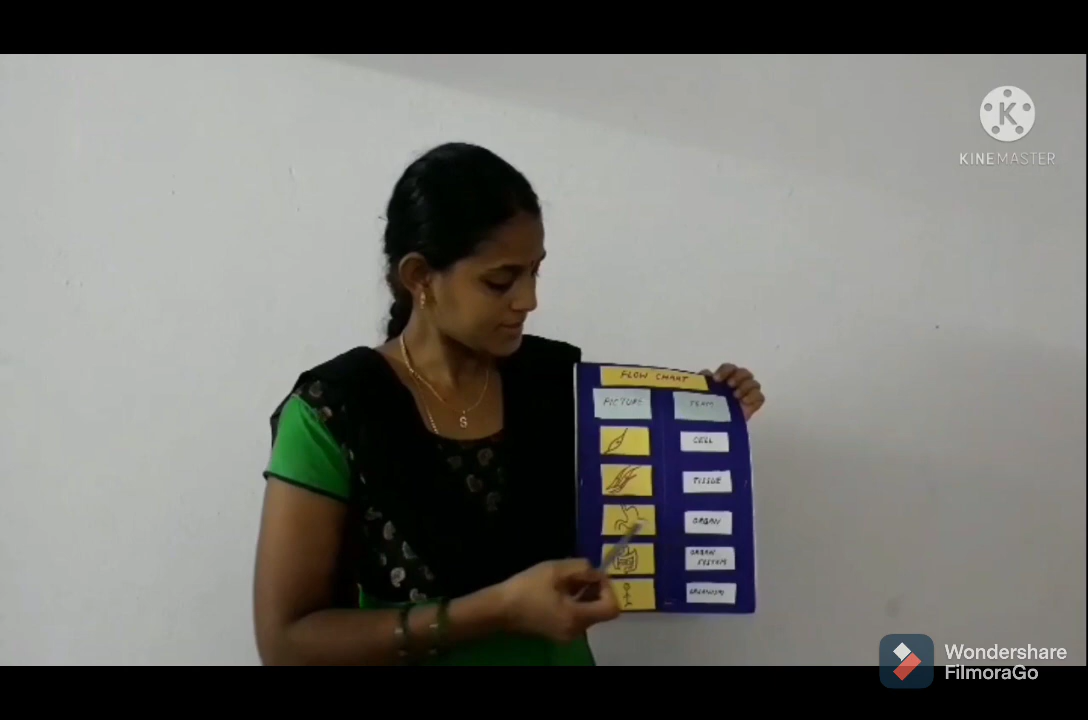 KINEMASTER
FLOW CHART
PICTURE
TERM
CELL
TISSUE
ORGAN
ORGAN
SYSTEM
ORGANISM
S
Wondershare
FilmoraGo